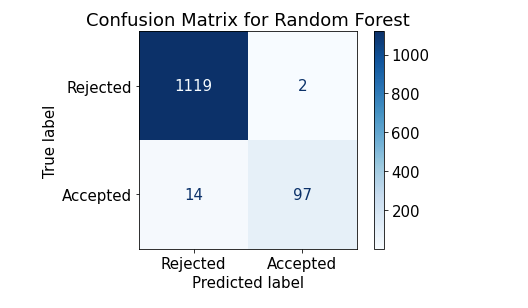 Confusion Matrix for Random Forest
True label
Rejected
1119
2
Accepted
14
97
Rejected
Accepted
Predicted label
1000
800
600
400
200